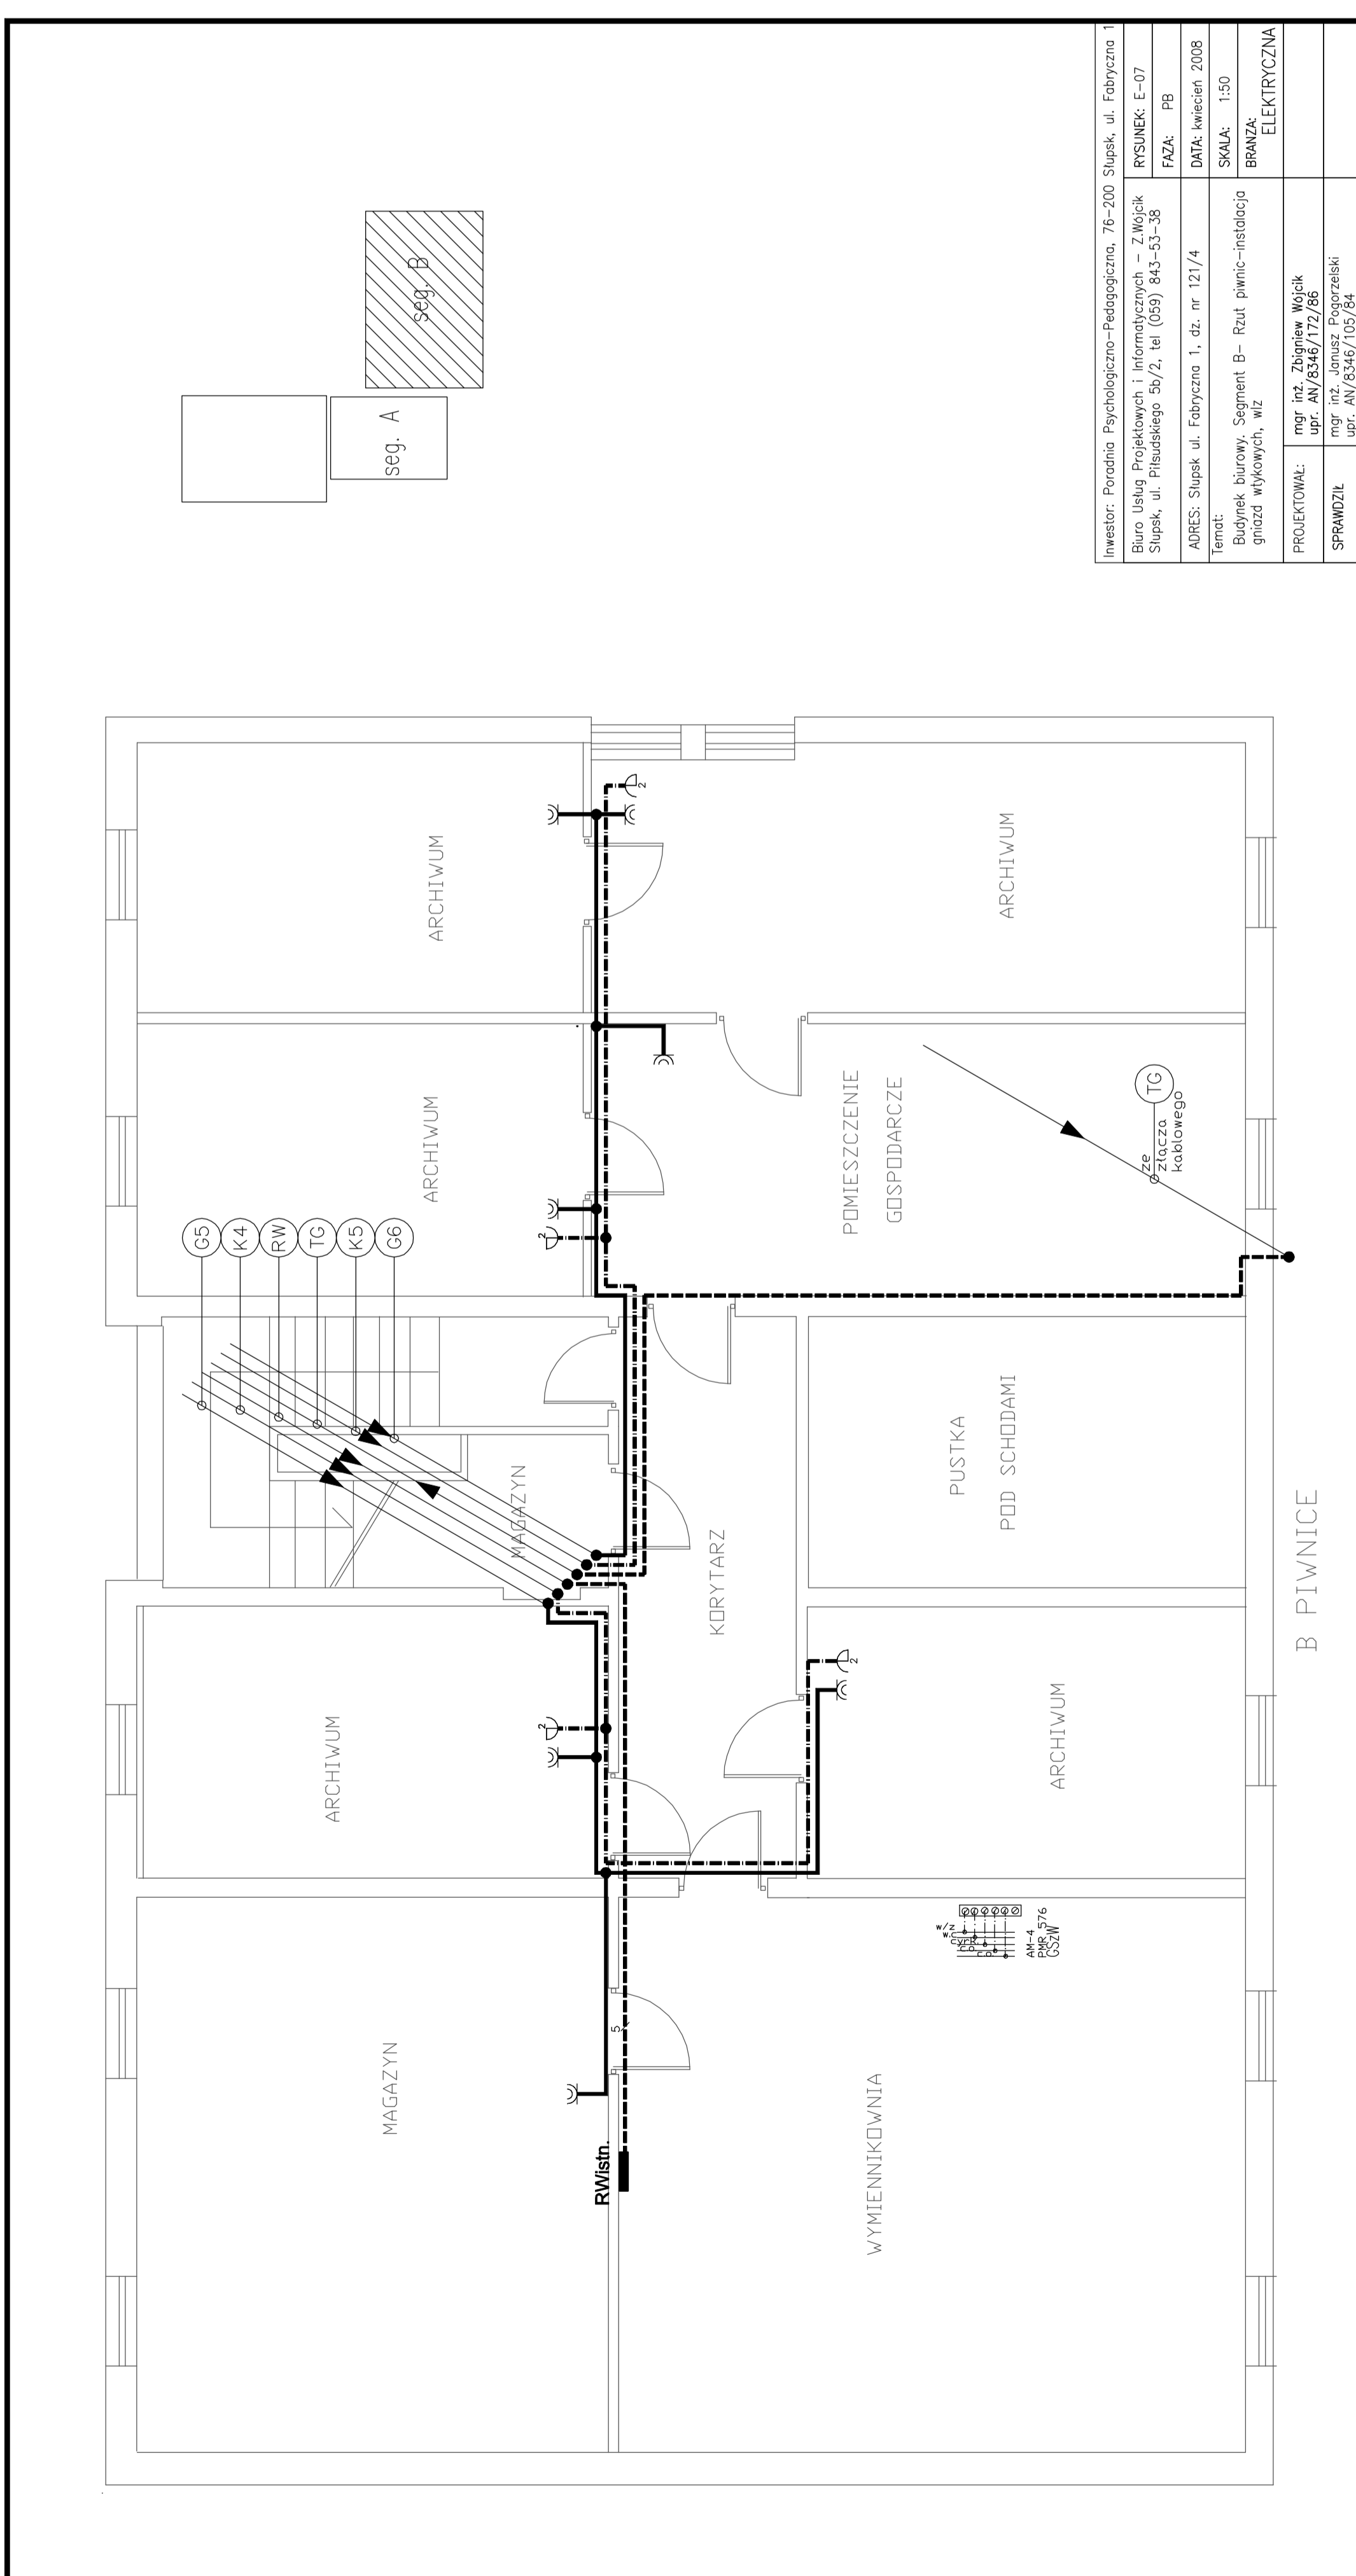 Inwestor: Poradnia Psychologiczno-Pedagogiczna, 76-200 Słupsk, ul. Fabryczna 1
Biuro Usług Projektowych i Informatycznych - Z.Wójcik
Słupsk, ul. Piłsudskiego 5b/2, tel (059) 843-53-38
RYSUNEK: E-07
FAZA: PB
ADRES: Słupsk ul. Fabryczna 1, dz. nr 121/4
DATA: kwiecień 2008
Temat:
Budynek biurowy. Segment B- Rzut piwnic-instalacja
gniazd wtykowych, wlz
SKALA: 1:50
BRANZA:
ELEKTRYCZNA
PROJEKTOWAŁ:
mgr inż. Zbigniew Wójcik
upr. AN/8346/172/86
SPRAWDZIŁ
mgr inż. Janusz Pogorzelski
upr. AN/8346/105/84
seg. A
seg. B
ARCHIWUM
ARCHIWUM
ARCHIWUM
ARCHIWUM
ARCHIWUM
MAGAZYN
MAGAZYN
KORYTARZ
WYMIENNIKOWNIA
POMIESZCZENIE
GOSPODARCZE
PUSTKA
POD SCHODAMI
G5
K4
RW
TG
K5
G6
TG
ze
złącza
kablowego
2
2
2
2
5
RWistn.
w/z
w.c
cyrk.
c.o.
c.o.
AM-4
PMR 576
GSzW
B PIWNICE